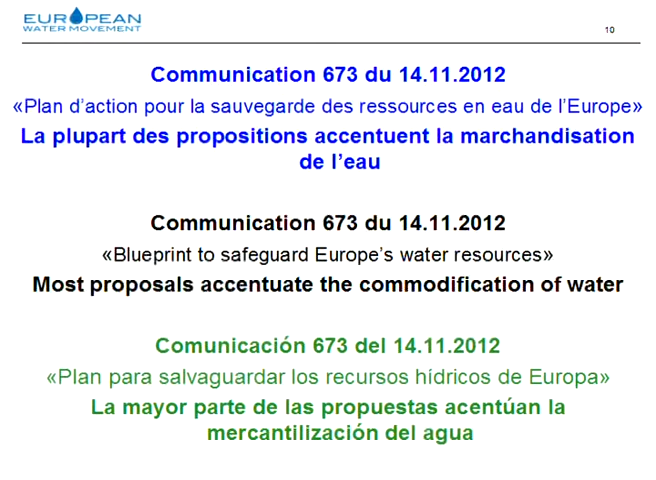 EUROPEAN
WATER MOVEMENT
10
Communication 673 du 14.11.2012
«Plan d’action pour la sauvegarde des ressources en eau de l’Europe»
La plupart des propositions accentuent la marchandisation
de l’eau
Communication 673 du 14.11.2012
«Blueprint to safeguard Europe’s water resources»
Most proposals accentuate the commodification of water
Comunicación 673 del 14.11.2012
«Plan para salvaguardar los recursos hídricos de Europa»
La mayor parte de las propuestas acentúan la
mercantilización del agua